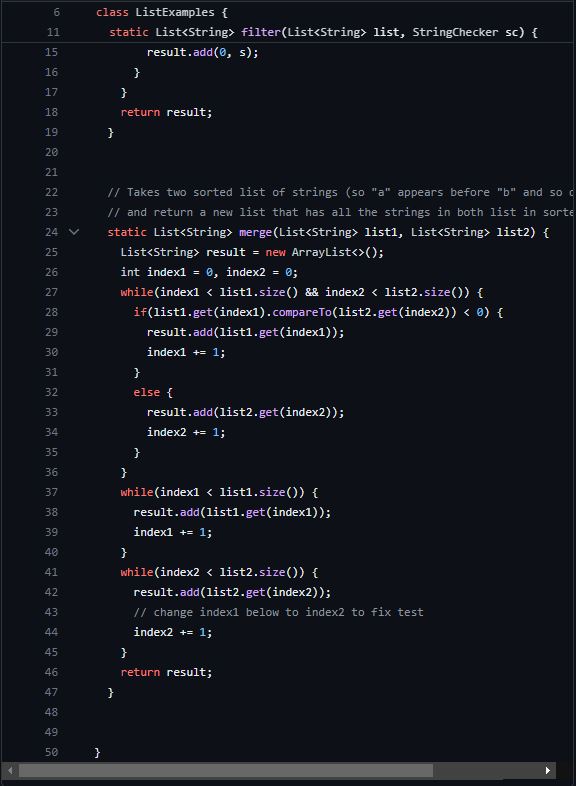 6 class ListExamples {
11 static List<String> filter(List<String> list, StringChecker sc) {
15 result.add(0, s);
16 }
17 }
18 return result;
19 }
20
21
22 // Takes two sorted list of strings (so "a" appears before "b" and so
23 // and return a new list that has all the strings in both list in sorte
24 static List<String> merge(List<String> list1, List<String> list2) {
25 List<String> result = new ArrayList<>();
26 int index1 = 0, index2 = 0;
27 while(index1 < list1.size() && index2 < list2.size()) {
28 if(list1.get(index1).compareTo(list2.get(index2)) < 0) {
29 result.add(list1.get(index1));
30 index1 += 1;
31 }
32 else {
33 result.add(list2.get(index2));
34 index2 += 1;
35 }
36 }
37 while(index1 < list1.size()) {
38 result.add(list1.get(index1));
39 index1 += 1;
40 }
41 while(index2 < list2.size()) {
42 result.add(list2.get(index2));
43 // change index1 below to index2 to fix test
44 index2 += 1;
45 }
46 return result;
47 }
48
49
50 }